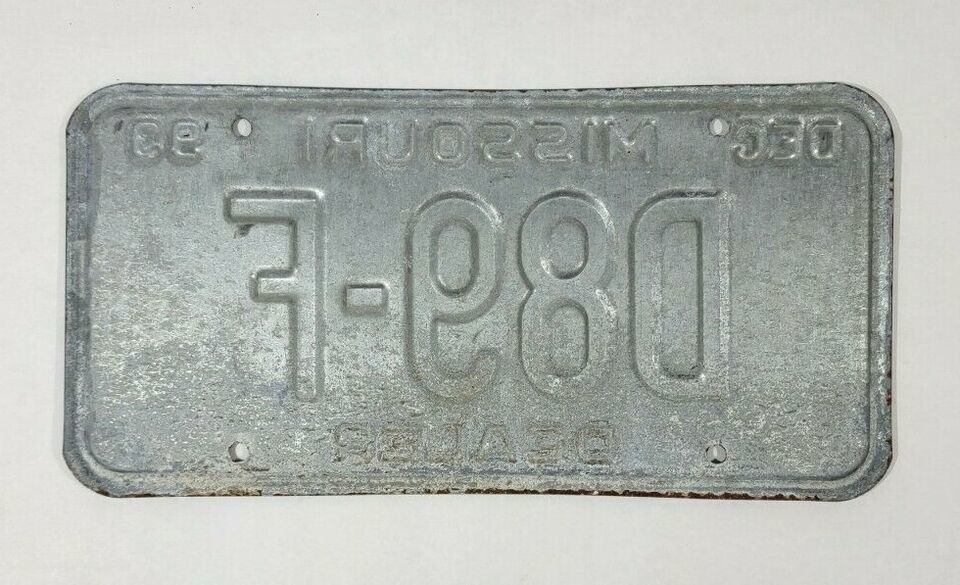 DEC MISSOURI 93
D89-F
DEALER